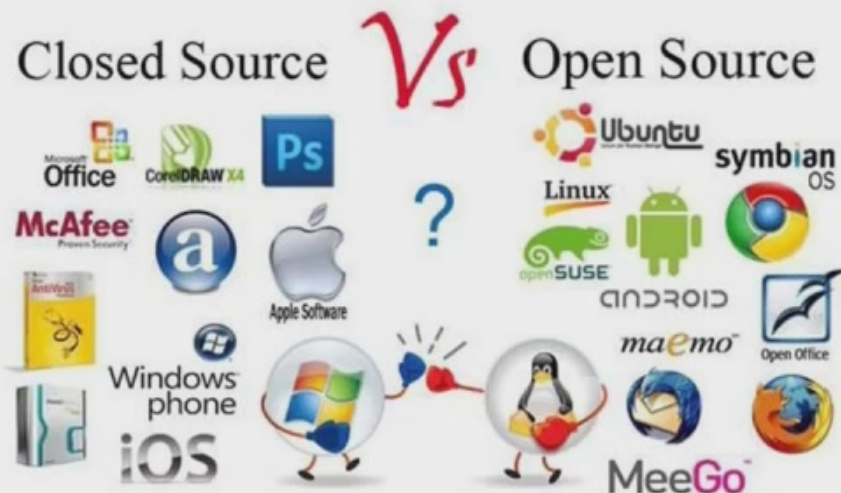 Closed Source
Vs
Open Source
Microsoft
Office
CorelDRAW X4
Ps
McAfee
Proven Security
a
Apple Software
AntiVirus
Windows
phone
iOS
?
Ubuntu
symbian
OS
Linux
openSUSE
ANDROID
maemo
Open Office
MeeGo